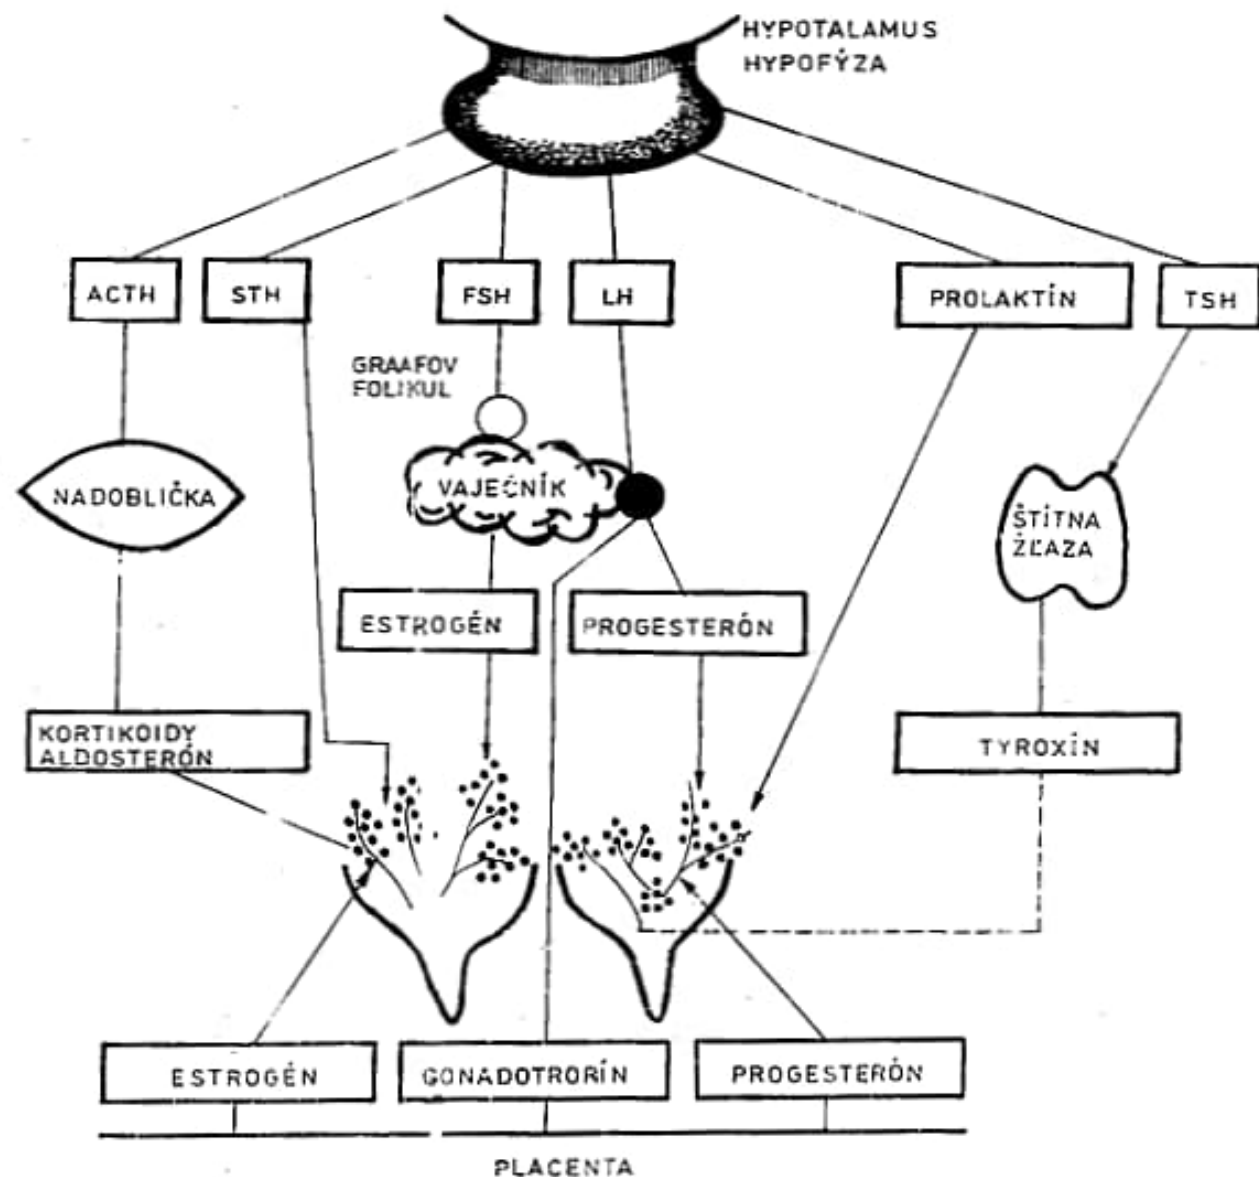 HYPOTALAMUS
HYPOFÝZA
ACTH
STH
FSH
LH
PROLAKTÍN
TSH
GRAAFOV
FOLIKUL
NADOBLIČKA
VAJEČNÍK
ŠTÍTNA
ŽĽAZA
ESTROGÉN
PROGESTERÓN
KORTIKOIDY
ALDOSTERÓN
TYROXÍN
ESTROGÉN
GONADOTRORÍN
PROGESTERÓN
PLACENTA